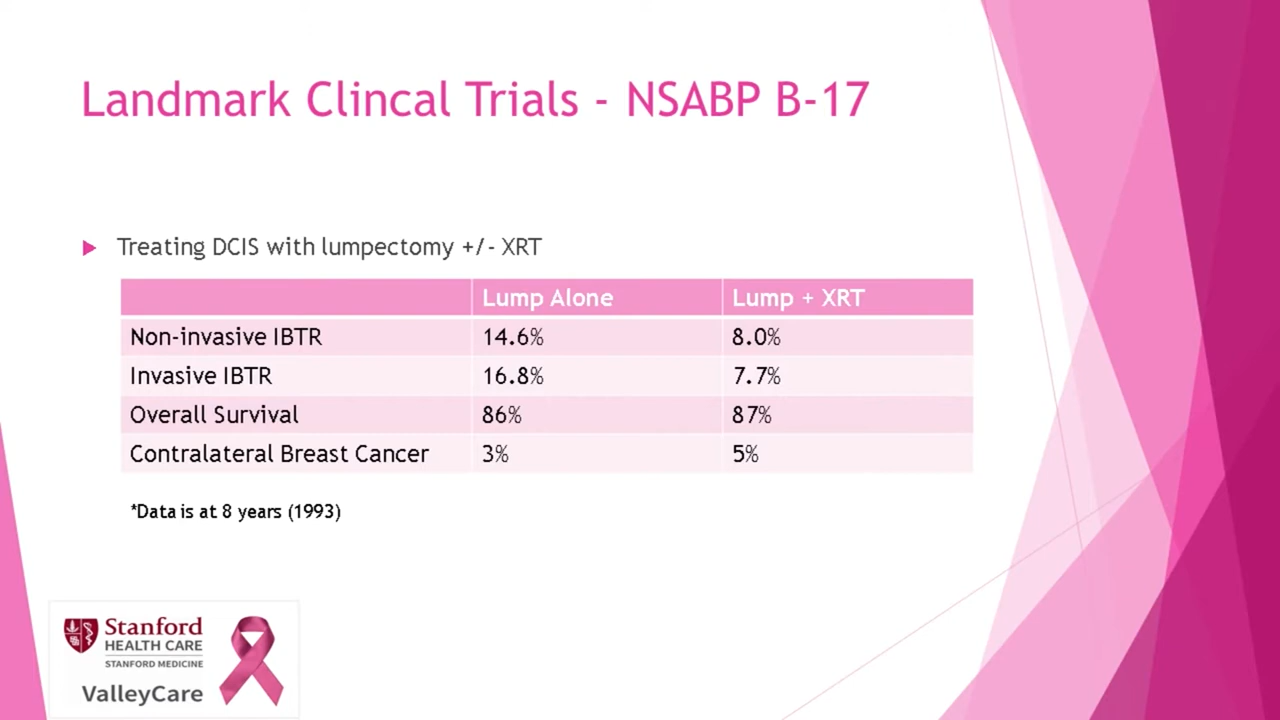 Landmark Clincal Trials - NSABP B-17
Treating DCIS with lumpectomy +/- XRT
Lump Alone Lump + XRT
Non-invasive IBTR 14.6% 8.0%
Invasive IBTR 16.8% 7.7%
Overall Survival 86% 87%
Contralateral Breast Cancer 3% 5%
*Data is at 8 years (1993)
Stanford
HEALTH CARE
STANFORD MEDICINE
ValleyCare